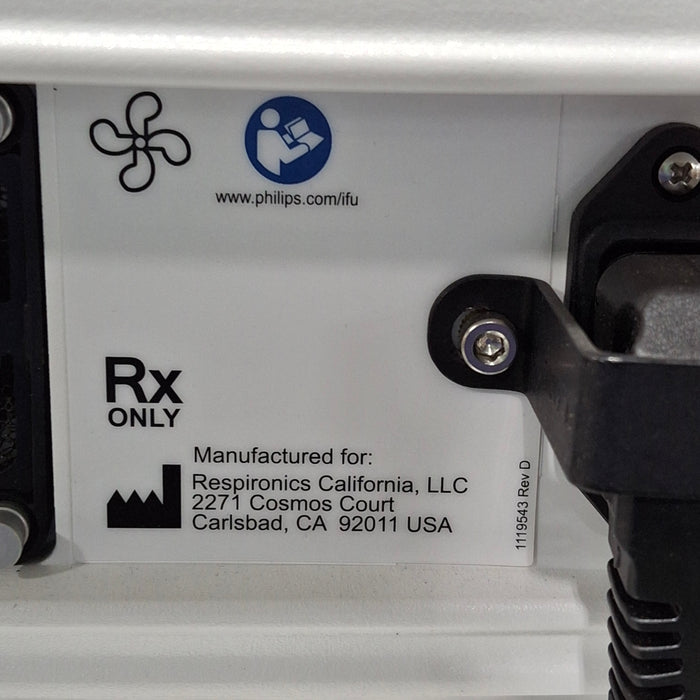 www.philips.com/ifu
Rx
ONLY
Manufactured for:
Respironics California, LLC
2271 Cosmos Court
Carlsbad, CA 92011 USA
1119543 Rev D